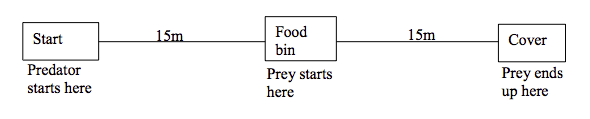 Start
15m
Food
bin
15m
Cover
Predator
starts here
Prey starts
here
Prey ends
up here